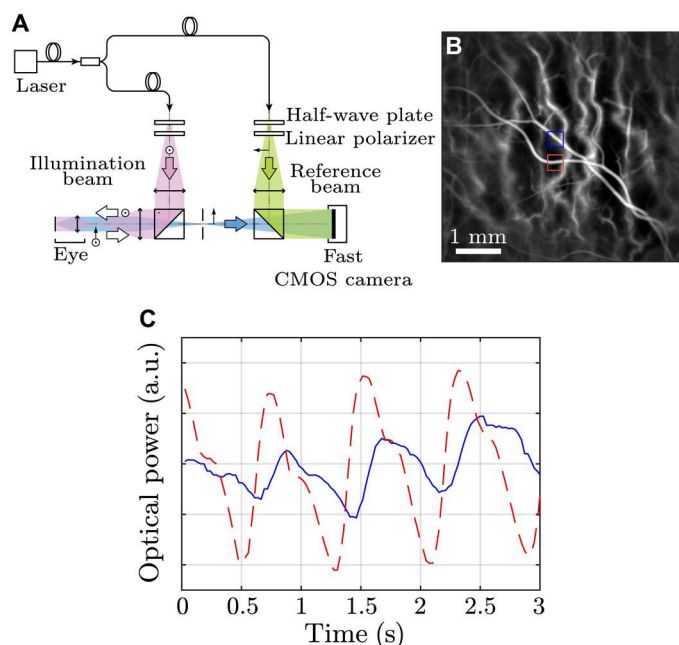 A
Laser
Half-wave plate
Linear polarizer
Illumination
beam
Reference
beam
Eye
Fast
CMOS camera
B
1 mm
C
Optical power (a.u.)
0
0.5
1
1.5
2
2.5
3
Time (s)